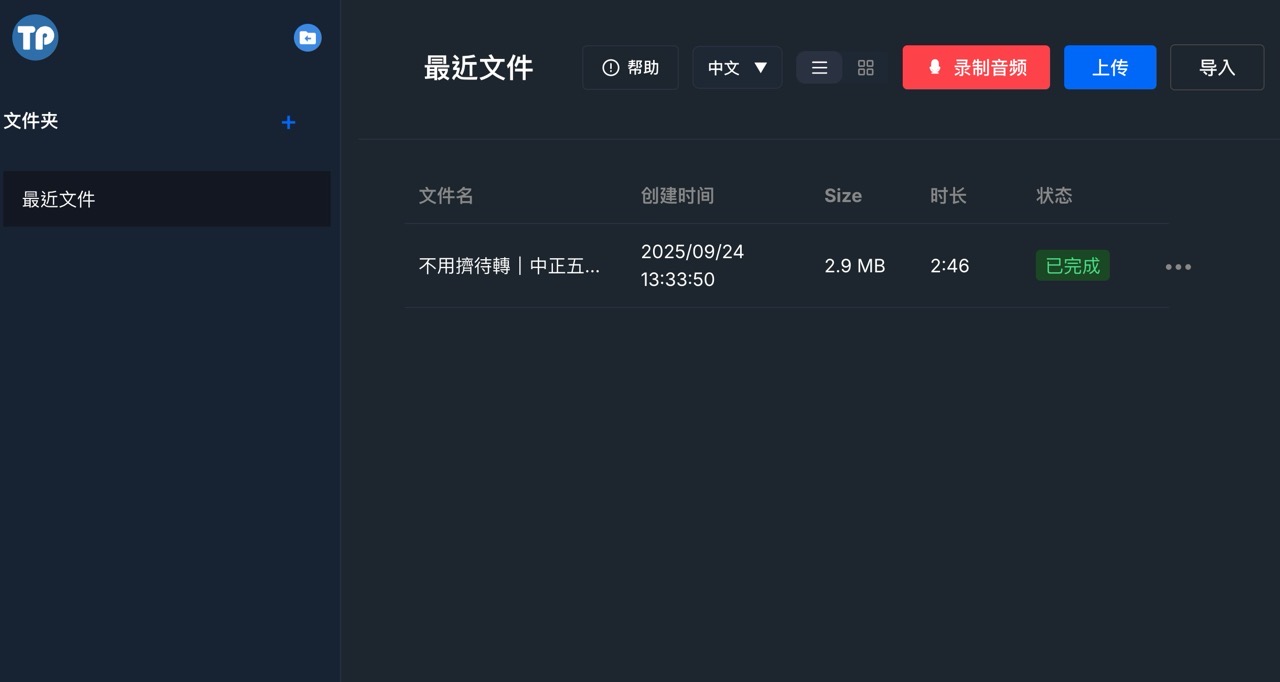 TP
文件夹
+
最近文件
最近文件
帮助
中文 ▼
录制音频
上传
导入
文件名 创建时间 Size 时长 状态
不用擠待轉｜中正五... 2025/09/24 13:33:50 2.9 MB 2:46 已完成